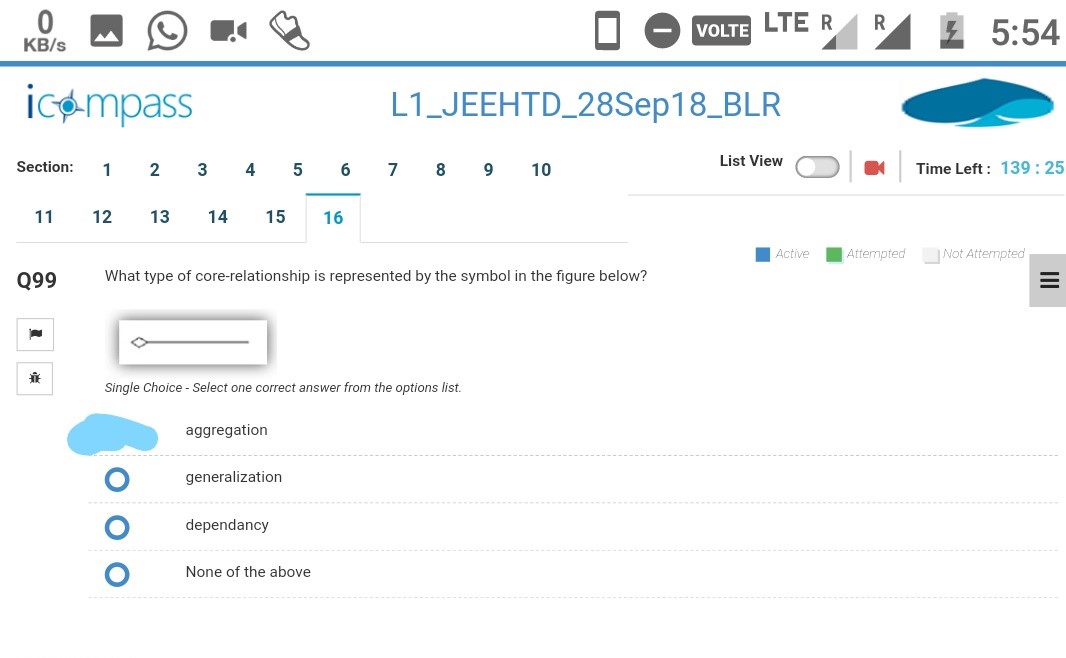 0
KB/s
VOLTE LTE R R 5:54
icompass
L1_JEEHTD_28Sep18_BLR
Section: 1 2 3 4 5 6 7 8 9 10
List View
Time Left : 139 : 25
11 12 13 14 15 16
Active Attempted Not Attempted
Q99 What type of core-relationship is represented by the symbol in the figure below?
Single Choice - Select one correct answer from the options list.
aggregation
generalization
dependancy
None of the above